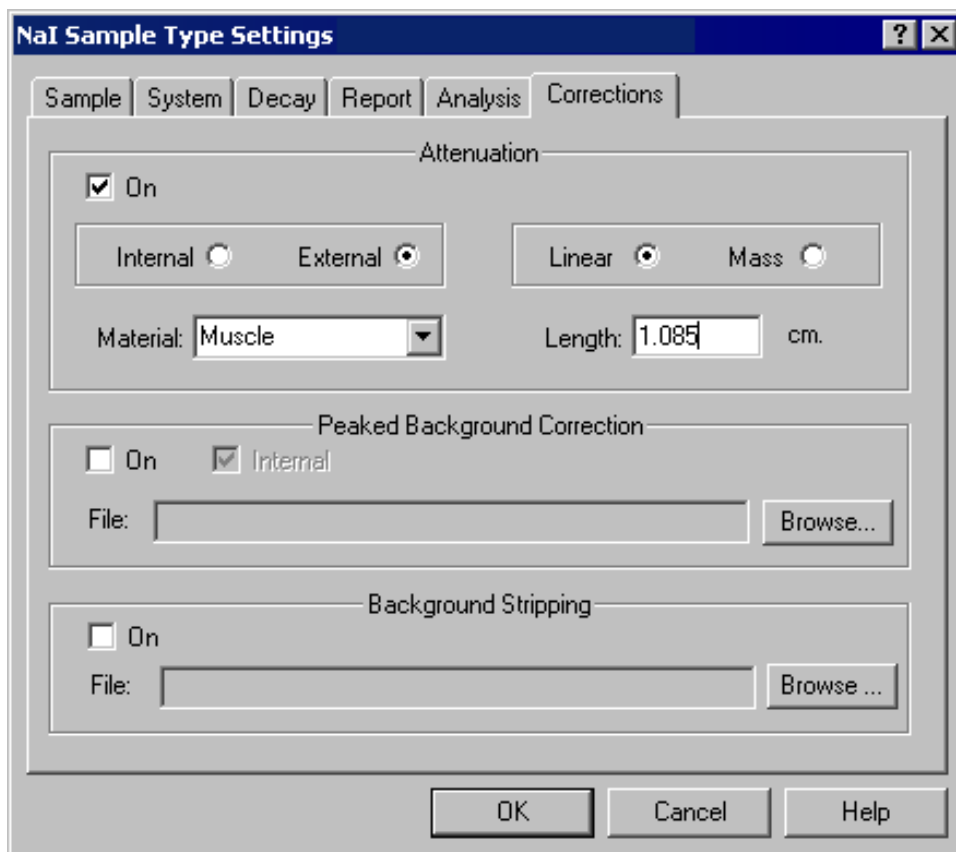 NaI Sample Type Settings ?
Sample System Decay Report Analysis Corrections
Attenuation
On
Internal External Linear Mass
Material: Muscle Length: 1.085 cm.
Peaked Background Correction
On Internal
File: Browse...
Background Stripping
On
File: Browse ...
OK Cancel Help